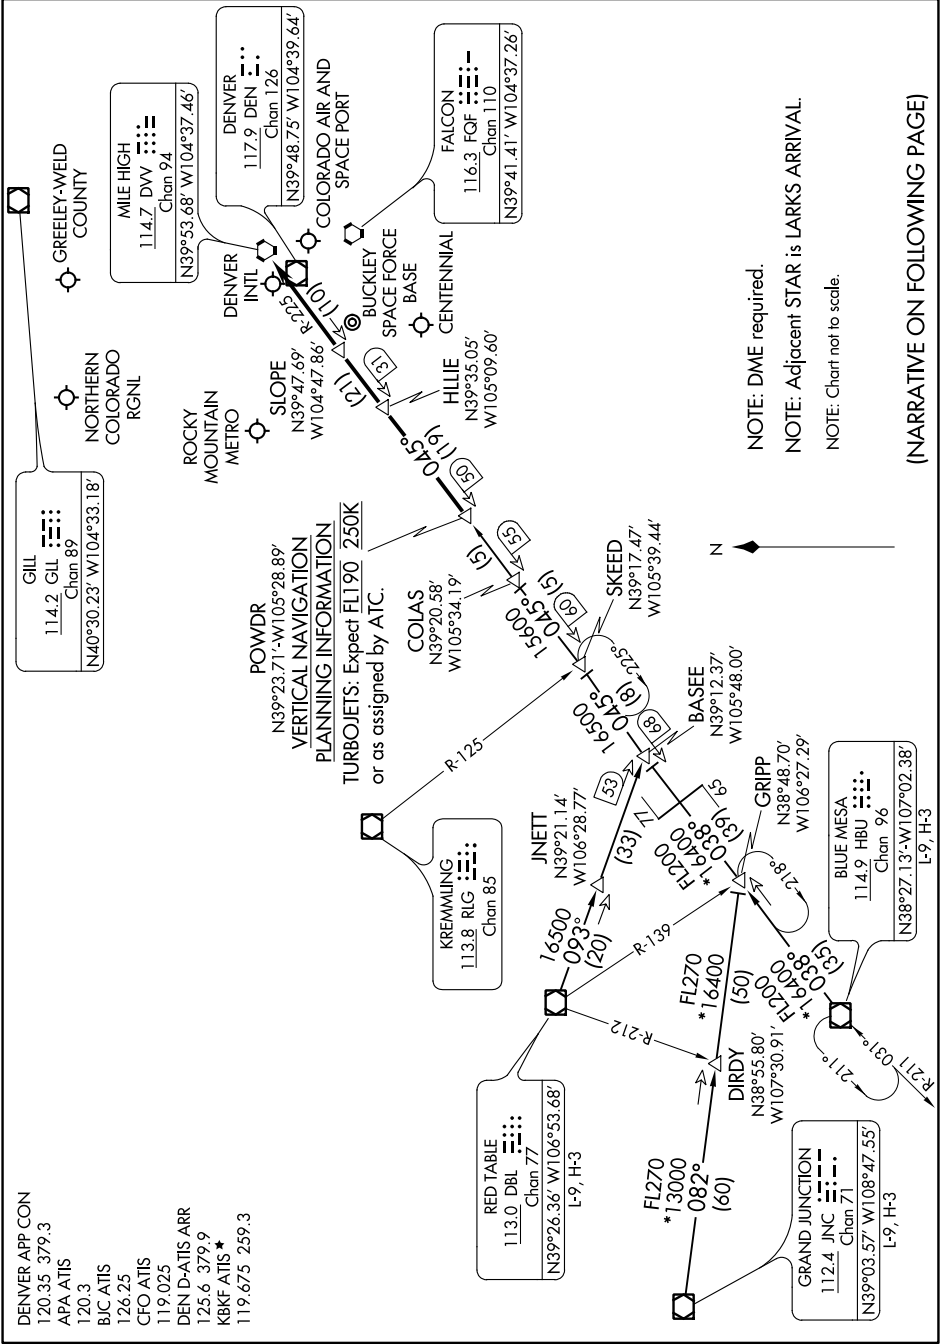 DENVER APP CON
120.35 379.3
APA ATIS
120.3
BJC ATIS
126.25
CFO ATIS
119.025
DEN D-ATIS ARR
125.6 379.9
KBKF ATIS ★
119.675 259.3
GILL
114.2 GLL
Chan 89
N40°30.23′ W104°33.18′
NORTHERN
COLORADO
RGNL
GREELEY-WELD
COUNTY
MILE HIGH
114.7 DVV
Chan 94
N39°53.68′ W104°37.46′
DENVER
117.9 DEN
Chan 126
N39°48.75′ W104°39.64′
ROCKY
MOUNTAIN
METRO
DENVER
INTL
COLORADO AIR AND
SPACE PORT
SLOPE
N39°47.69′
W104°47.86′
R-225
(10)
BUCKLEY
SPACE FORCE
BASE
CENTENNIAL
FALCON
116.3 FQF
Chan 110
N39°41.41′ W104°37.26′
(21)
31
HLLIE
N39°35.05′
W105°09.60′
045°
(19)
50
POWDR
N39°23.71′-W105°28.89′
VERTICAL NAVIGATION
PLANNING INFORMATION
TURBOJETS: Expect FL190 250K
or as assigned by ATC.
(5)
55
COLAS
N39°20.58′
W105°34.19′
15600
045°
(5)
60
SKEED
N39°17.47′
W105°39.44′
225°
KREMMLING
113.8 RLG
Chan 85
R-125
16500
045°
(8)
68
BASEE
N39°12.37′
W105°48.00′
53
JNETT
N39°21.14′
W106°28.77′
(33)
77
65
FL200
*16400
038°
(39)
GRIPP
N38°48.70′
W106°27.29′
218°
16500
093°
(20)
RED TABLE
113.0 DBL
Chan 77
N39°26.36′ W106°53.68′
L-9, H-3
R-139
R-212
FL270
*16400
(50)
DIRDY
N38°55.80′
W107°30.91′
FL200
*16400
038°
(35)
BLUE MESA
114.9 HBU
Chan 96
N38°27.13′-W107°02.38′
L-9, H-3
211°
031°
R-211
FL270
*13000
082°
(60)
GRAND JUNCTION
112.4 JNC
Chan 71
N39°03.57′ W108°47.55′
L-9, H-3
N
NOTE: DME required.
NOTE: Adjacent STAR is LARKS ARRIVAL.
NOTE: Chart not to scale.
(NARRATIVE ON FOLLOWING PAGE)